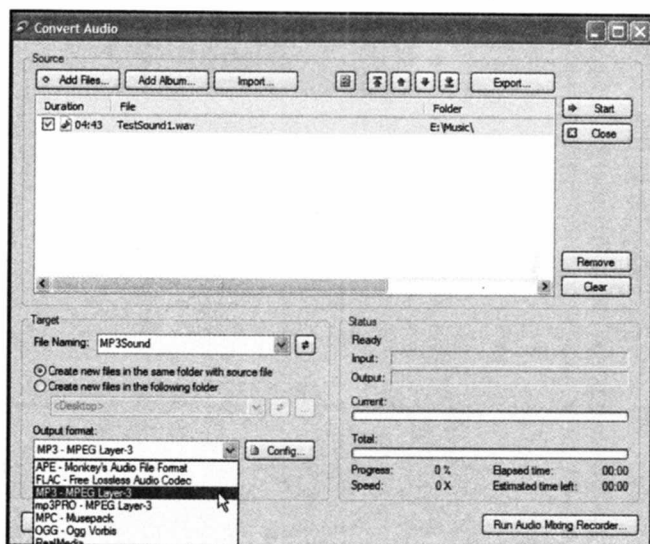 Convert Audio
Source
Add Files... Add Album... Import... Export...
Duration File Folder
04:43 TestSound1.wav E:\Music\
Start
Close
Remove
Clear
Target
File Naming: MP3Sound
Create new files in the same folder with source file
Create new files in the following folder
<Desktop>
Output format:
MP3 - MPEG Layer-3 Config...
APE - Monkey's Audio File Format
FLAC - Free Lossless Audio Codec
MP3 - MPEG Layer-3
mp3PRO - MPEG Layer-3
MPC - Musepack
OGG - Ogg Vorbis
RealMedia
Status
Ready
Input:
Output:
Current:
Total:
Progress: 0 % Elapsed time: 00:00
Speed: 0 X Estimated time left: 00:00
Run Audio Mixing Recorder...